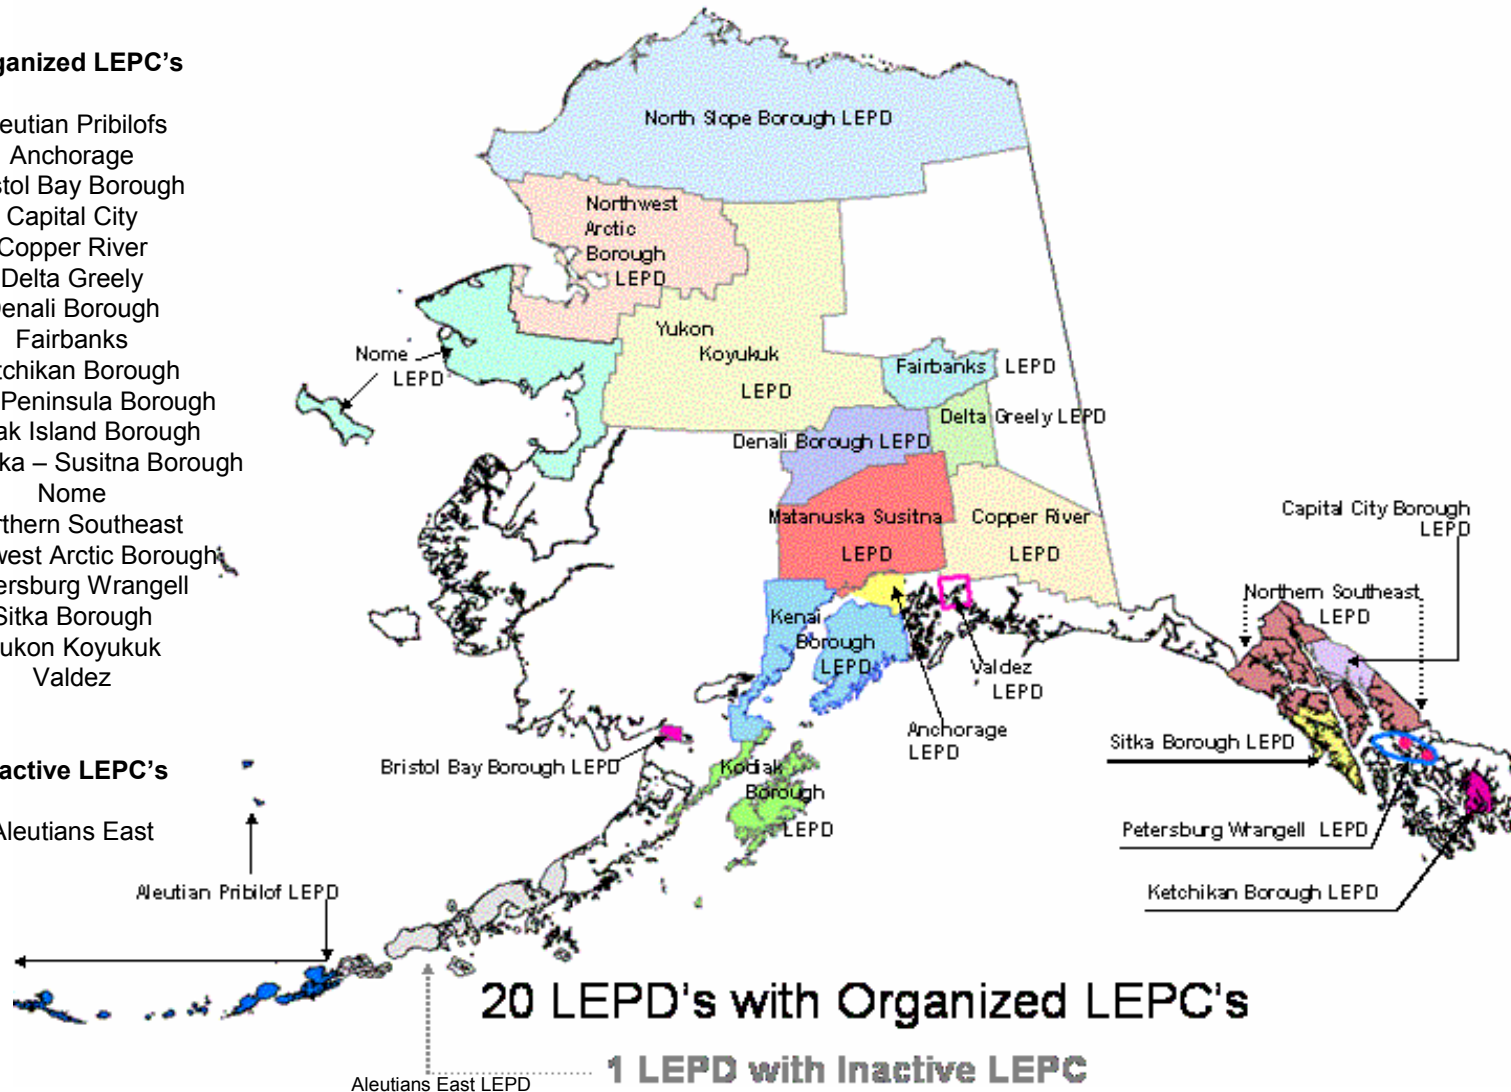 ganized LEPC's
eutian Pribilofs
Anchorage
stol Bay Borough
Capital City
Copper River
Delta Greely
enali Borough
Fairbanks
tchikan Borough
Peninsula Borough
ak Island Borough
ka – Susitna Borough
Nome
rthern Southeast
west Arctic Borough
ersburg Wrangell
Sitka Borough
ukon Koyukuk
Valdez
active LEPC's
Aleutians East
North Slope Borough LEPD
Northwest
Arctic
Borough
LEPD
Yukon
Koyukuk
LEPD
Nome
LEPD
Fairbanks LEPD
Delta Greely LEPD
Denali Borough LEPD
Matanuska Susitna
LEPD
Copper River
LEPD
Capital City Borough
LEPD
Northern Southeast
LEPD
Kenai
Borough
LEPD
Valdez
LEPD
Anchorage
LEPD
Sitka Borough LEPD
Bristol Bay Borough LEPD
Kodiak
Borough
LEPD
Petersburg Wrangell LEPD
Ketchikan Borough LEPD
Aleutian Pribilof LEPD
20 LEPD's with Organized LEPC's
1 LEPD with Inactive LEPC
Aleutians East LEPD